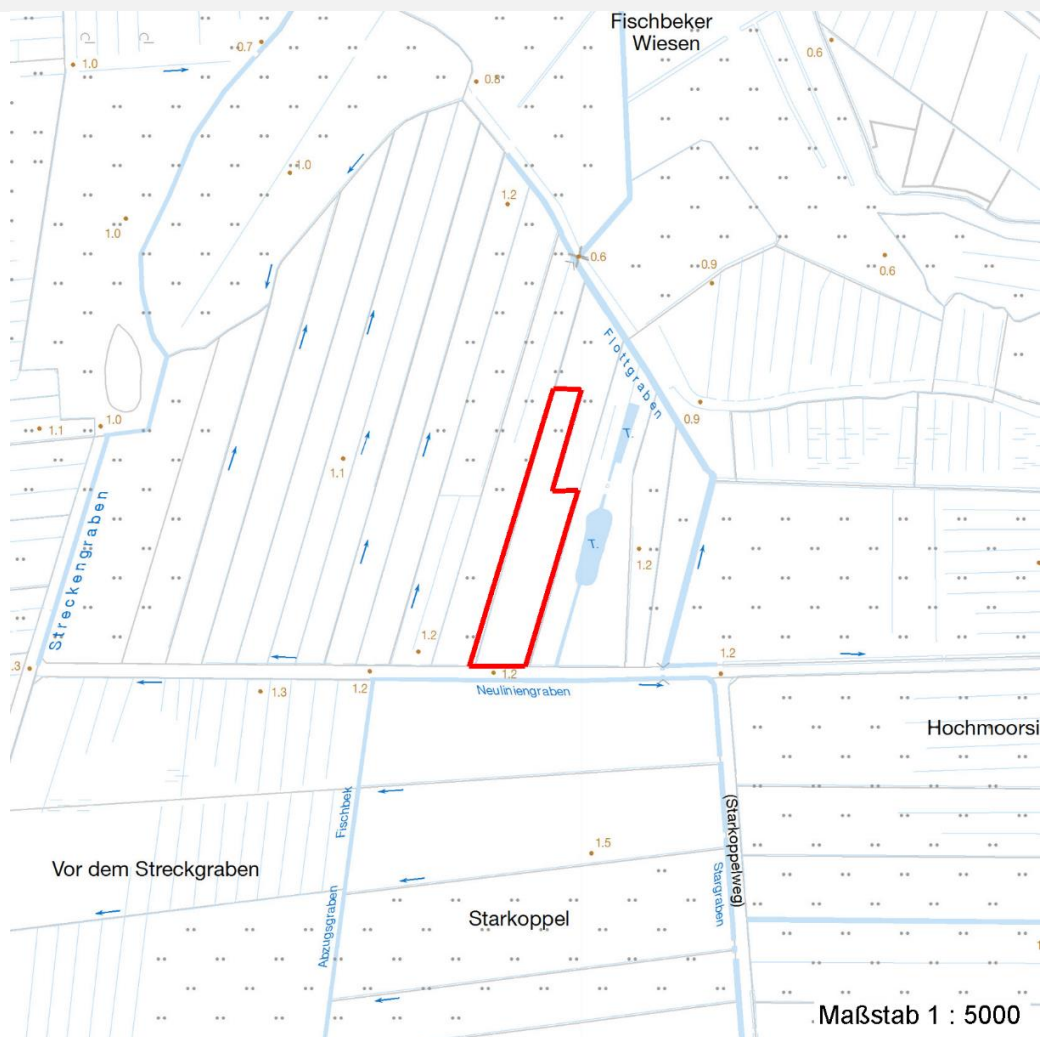 Fischbeker
Wiesen
0.7
0.6
1.0
0.8
1.0
1.2
1.0
0.6
0.9
0.6
Flottgraben
1.0
1.1
0.9
T.
1.1
Streckengraben
T.
1.2
1.2
.3
1.2
1.2
1.2
1.3
Neuliniengraben
Hochmoorsi
Fischbek
(Starkoppelweg)
1.5
Vor dem Streckgraben
Starkoppel
Stargraben
Abzugsgraben
Maßstab 1 : 5000